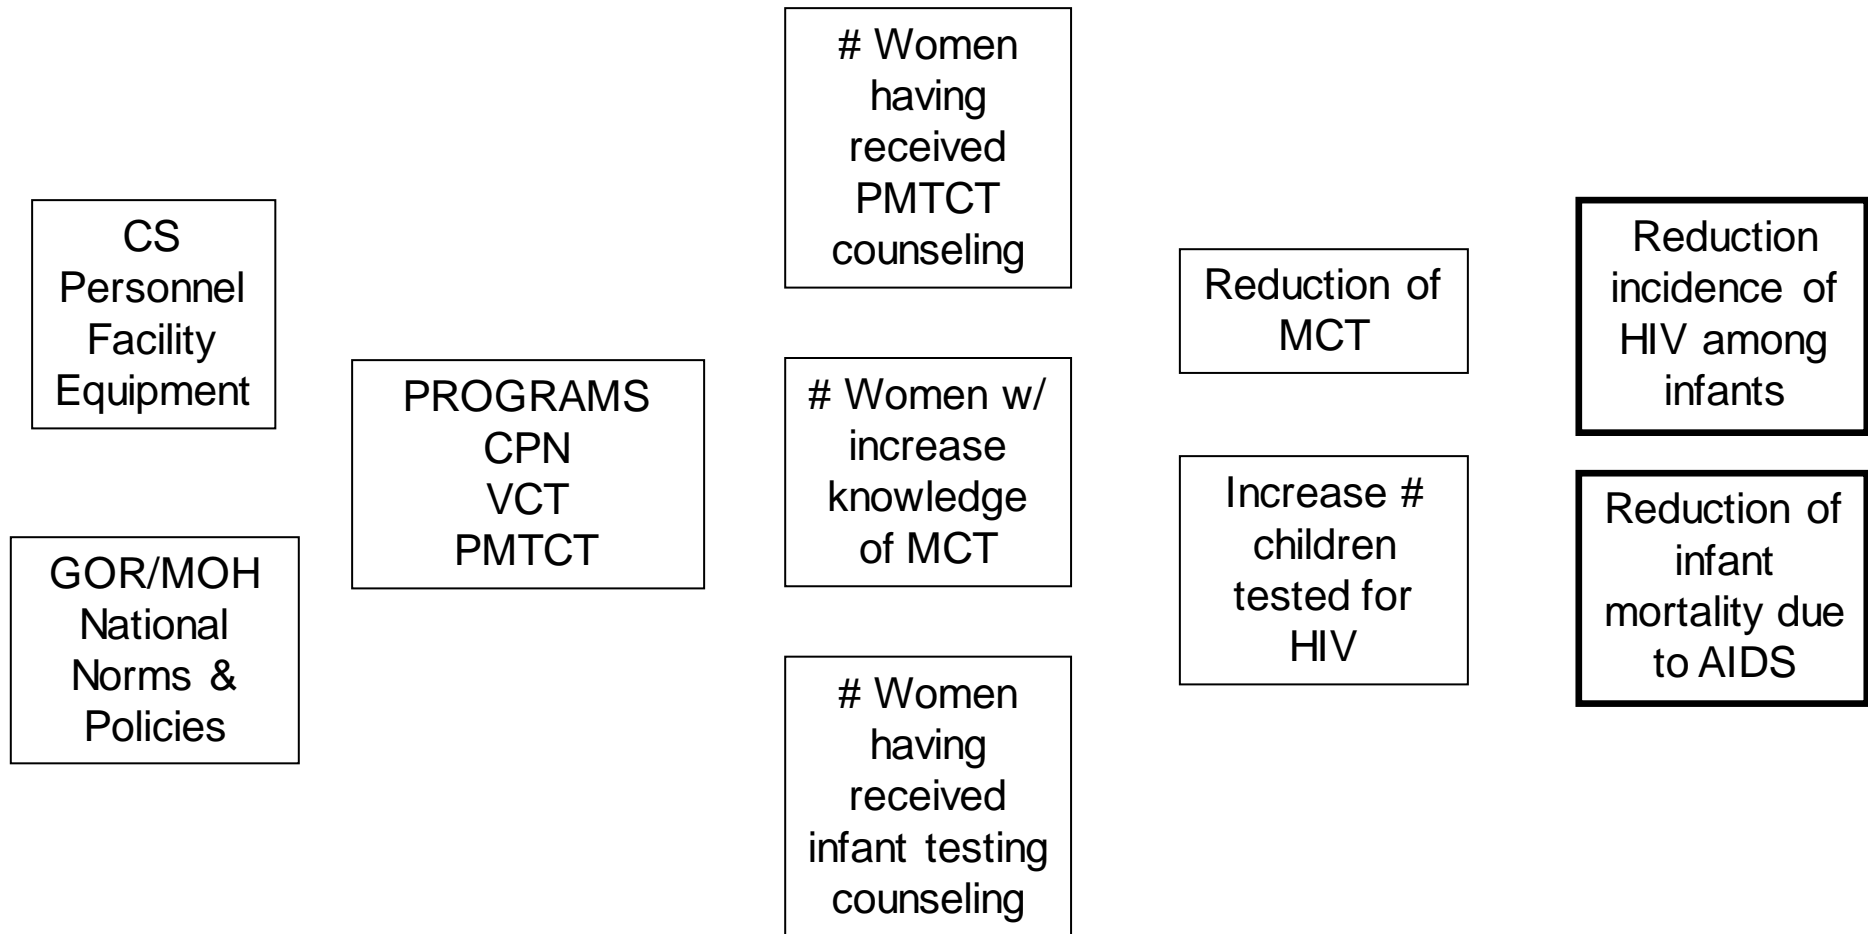 CS
Personnel
Facility
Equipment
GOR/MOH
National
Norms &
Policies
PROGRAMS
CPN
VCT
PMTCT
# Women
having
received
PMTCT
counseling
# Women w/
increase
knowledge
of MCT
# Women
having
received
infant testing
counseling
Reduction of
MCT
Increase #
children
tested for
HIV
Reduction
incidence of
HIV among
infants
Reduction of
infant
mortality due
to AIDS